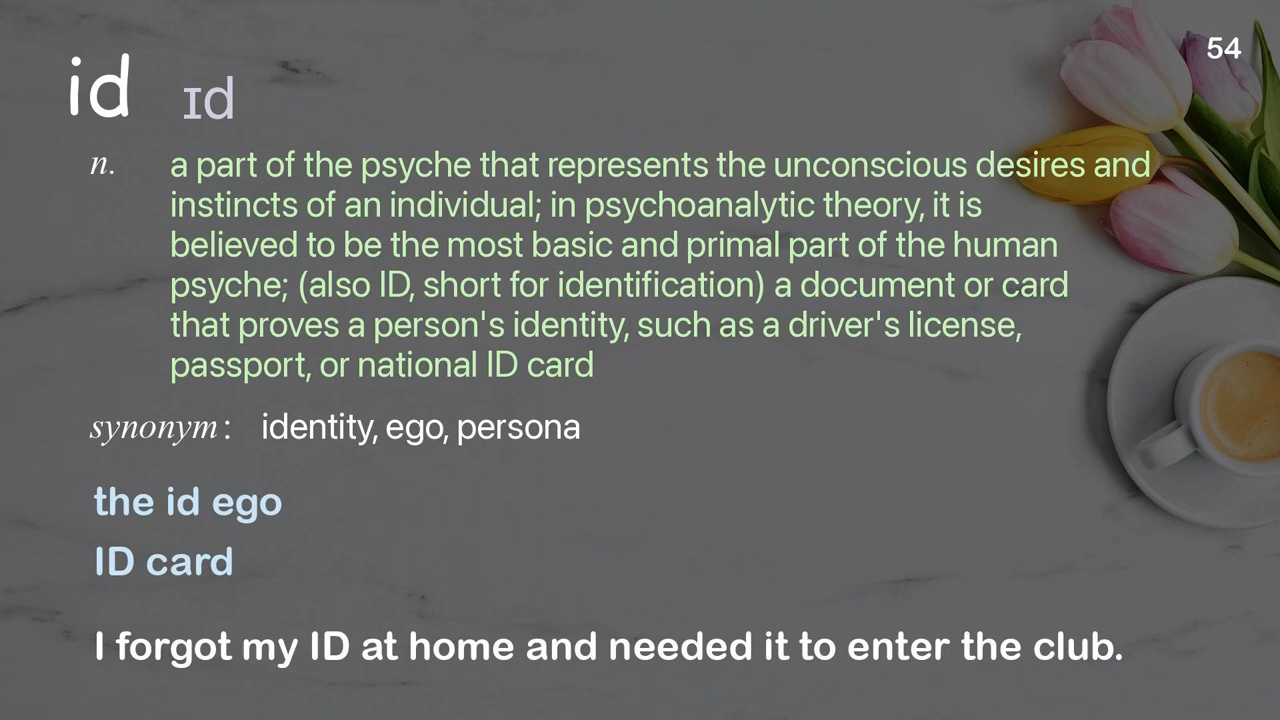 54
id ɪd
n. a part of the psyche that represents the unconscious desires and
instincts of an individual; in psychoanalytic theory, it is
believed to be the most basic and primal part of the human
psyche; (also ID, short for identification) a document or card
that proves a person's identity, such as a driver's license,
passport, or national ID card
synonym: identity, ego, persona
the id ego
ID card
I forgot my ID at home and needed it to enter the club.